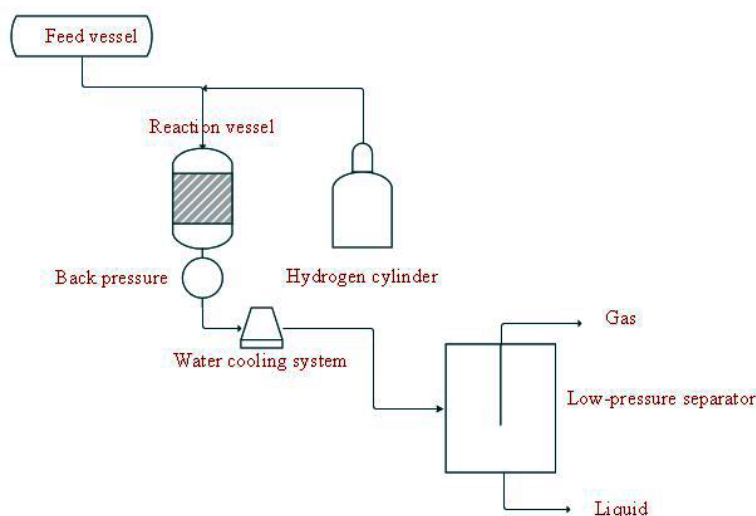 Feed vessel
Reaction vessel
Back pressure
Hydrogen cylinder
Water cooling system
Gas
Low-pressure separator
Liquid